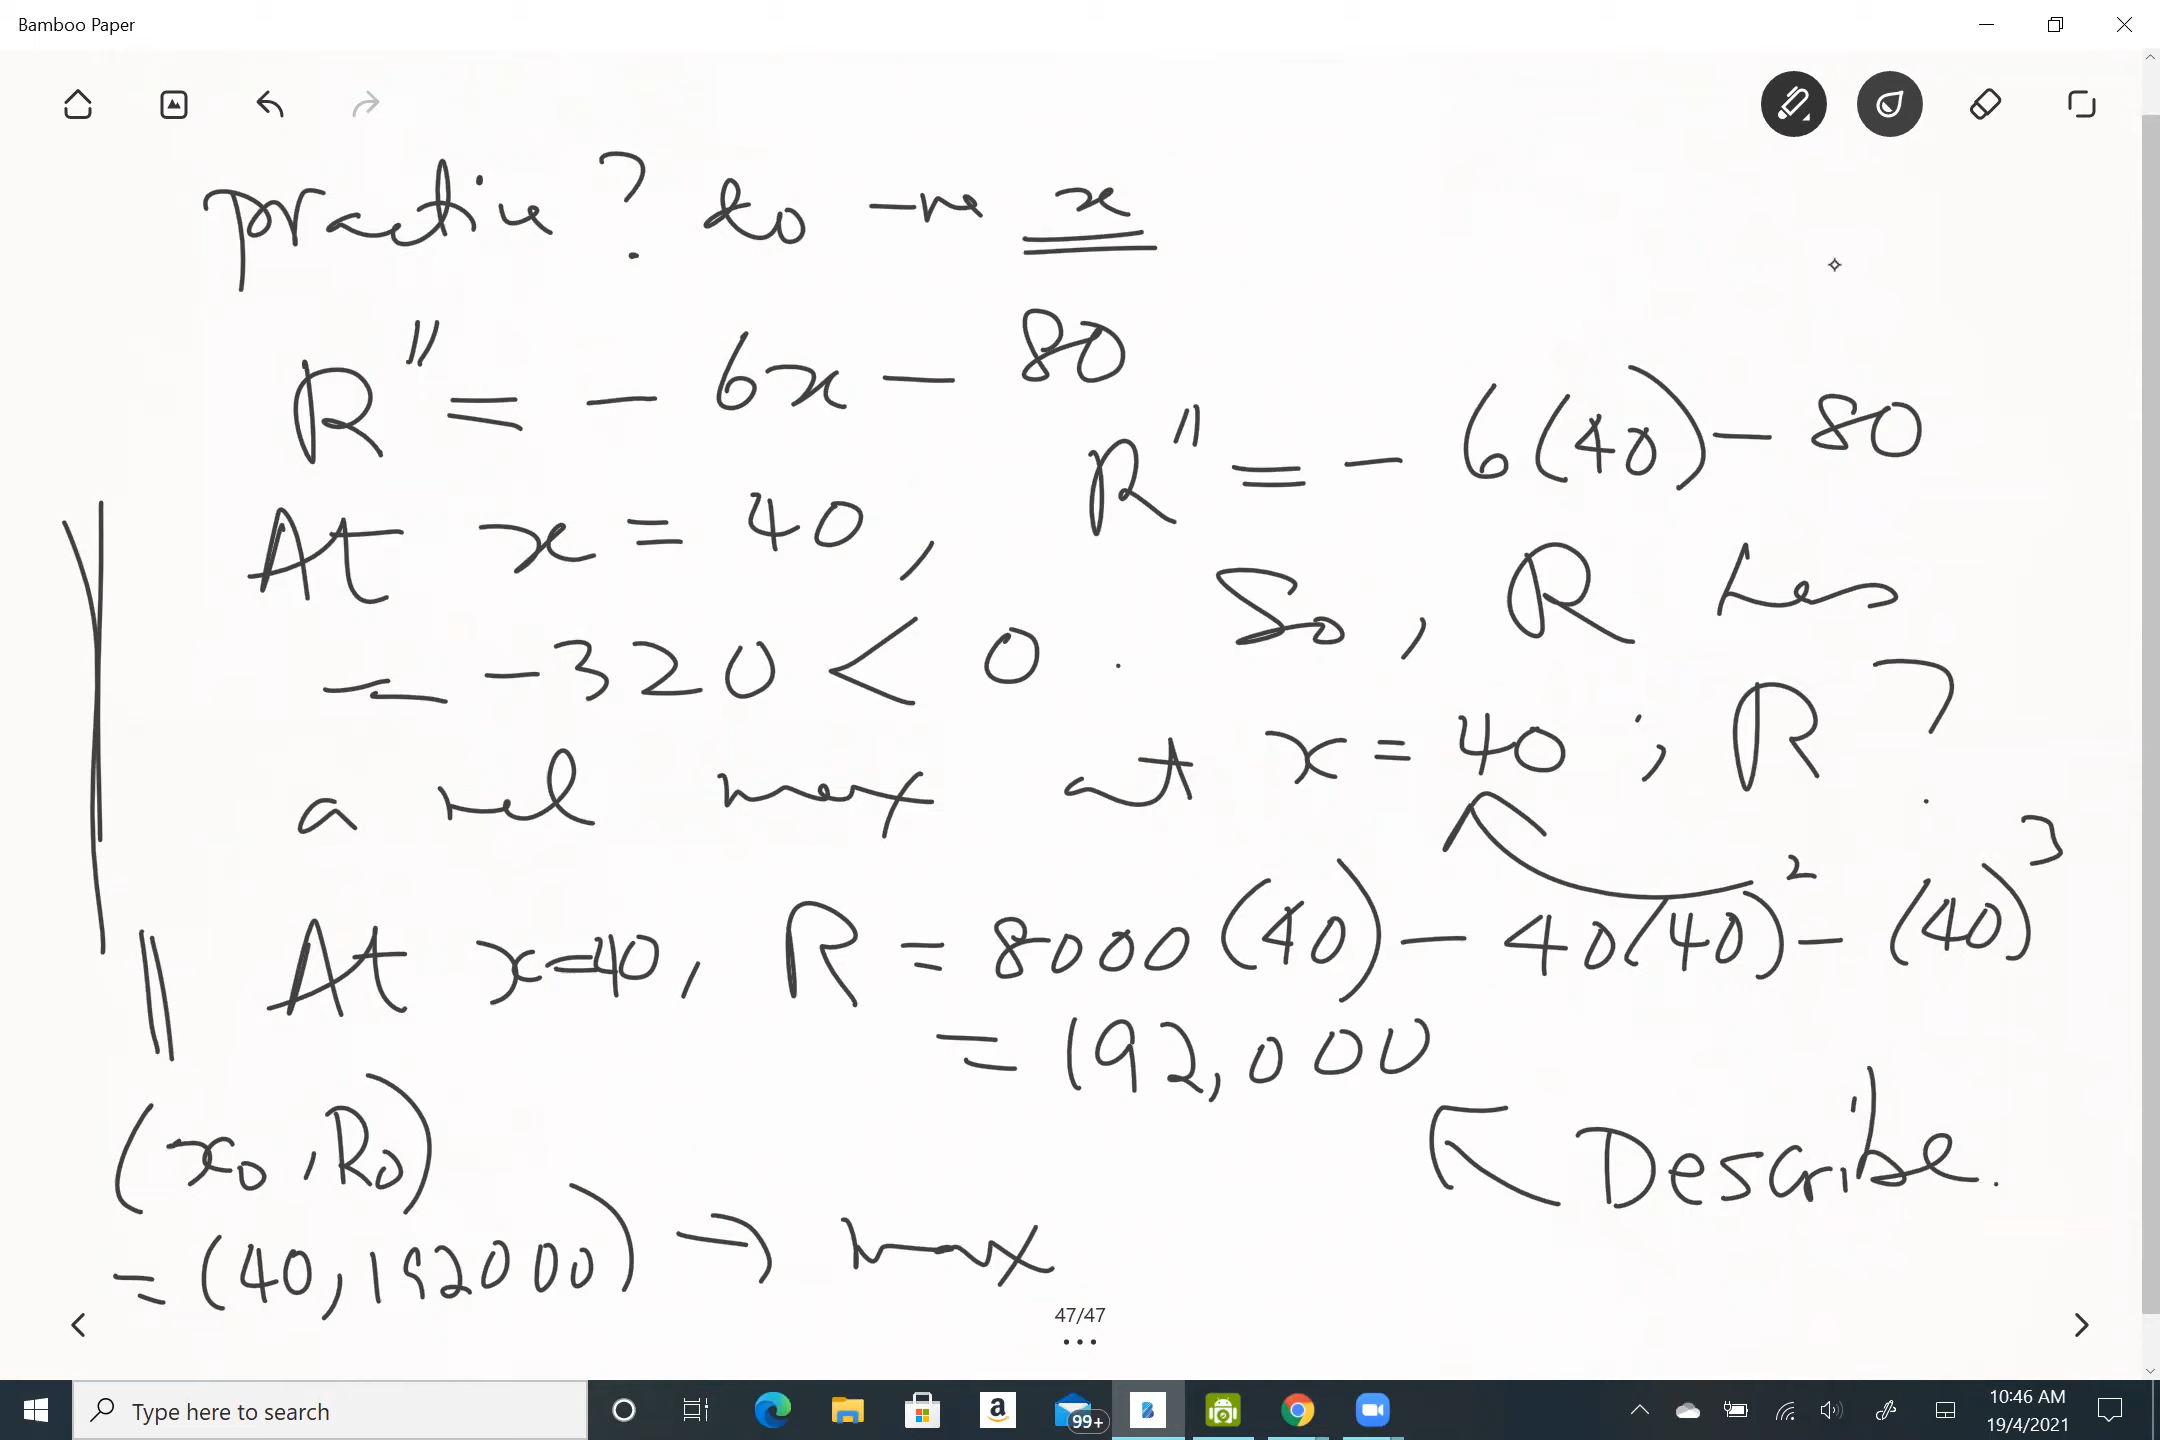 Bamboo Paper
practice? to -ve x
R'' = - 6x - 80
At x = 40, R'' = - 6(40) - 80
= -320 < 0. So, R has
a rel max at x = 40; R?
At x=40, R = 8000(40) - 40(40)² - (40)³
= 192,000
(x₀, R₀)
Describe.
= (40, 192000) → max
47/47
Type here to search
a
99+
B
10:46 AM
19/4/2021